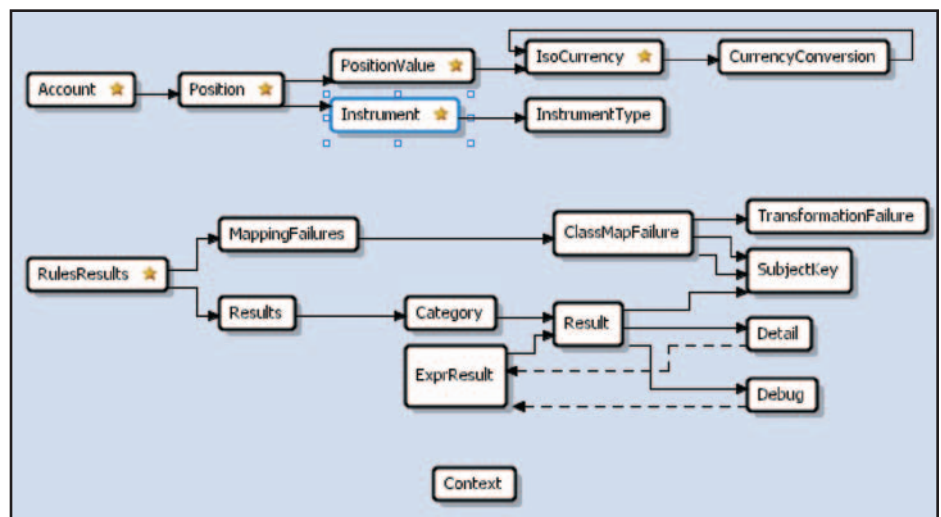 Account
Position
PositionValue
IsoCurrency
CurrencyConversion
Instrument
InstrumentType
RulesResults
MappingFailures
ClassMapFailure
TransformationFailure
SubjectKey
Results
Category
Result
Detail
ExprResult
Debug
Context